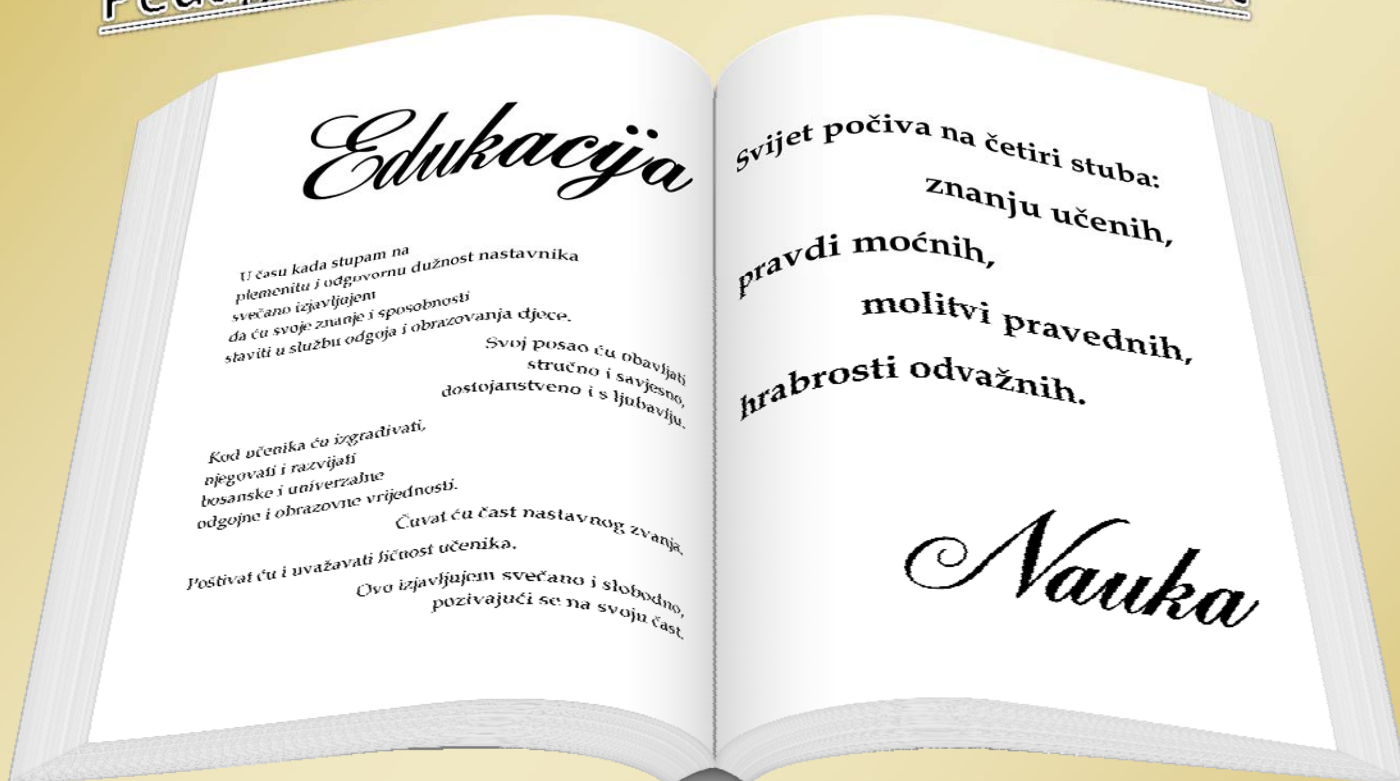 Edukacija
U času kada stupam na
plemenitu i odgovornu dužnost nastavnika
svečano izjavljujem
da ću svoje znanje i sposobnosti
staviti u službu odgoja i obrazovanja djece.
Svoj posao ću obavljati
stručno i savjesno,
dostojanstveno i s ljubavlju.
Kod učenika ću izgrađivati,
njegovati i razvijati
bosanske i univerzalne
odgojne i obrazovne vrijednosti.
Čuvat ću čast nastavnog zvanja.
Poštivat ću i uvažavati ličnost učenika.
Ovo izjavljujem svečano i slobodno,
pozivajući se na svoju čast.
Svijet počiva na četiri stuba:
znanju učenih,
pravdi moćnih,
molitvi pravednih,
hrabrosti odvažnih.
Nauka